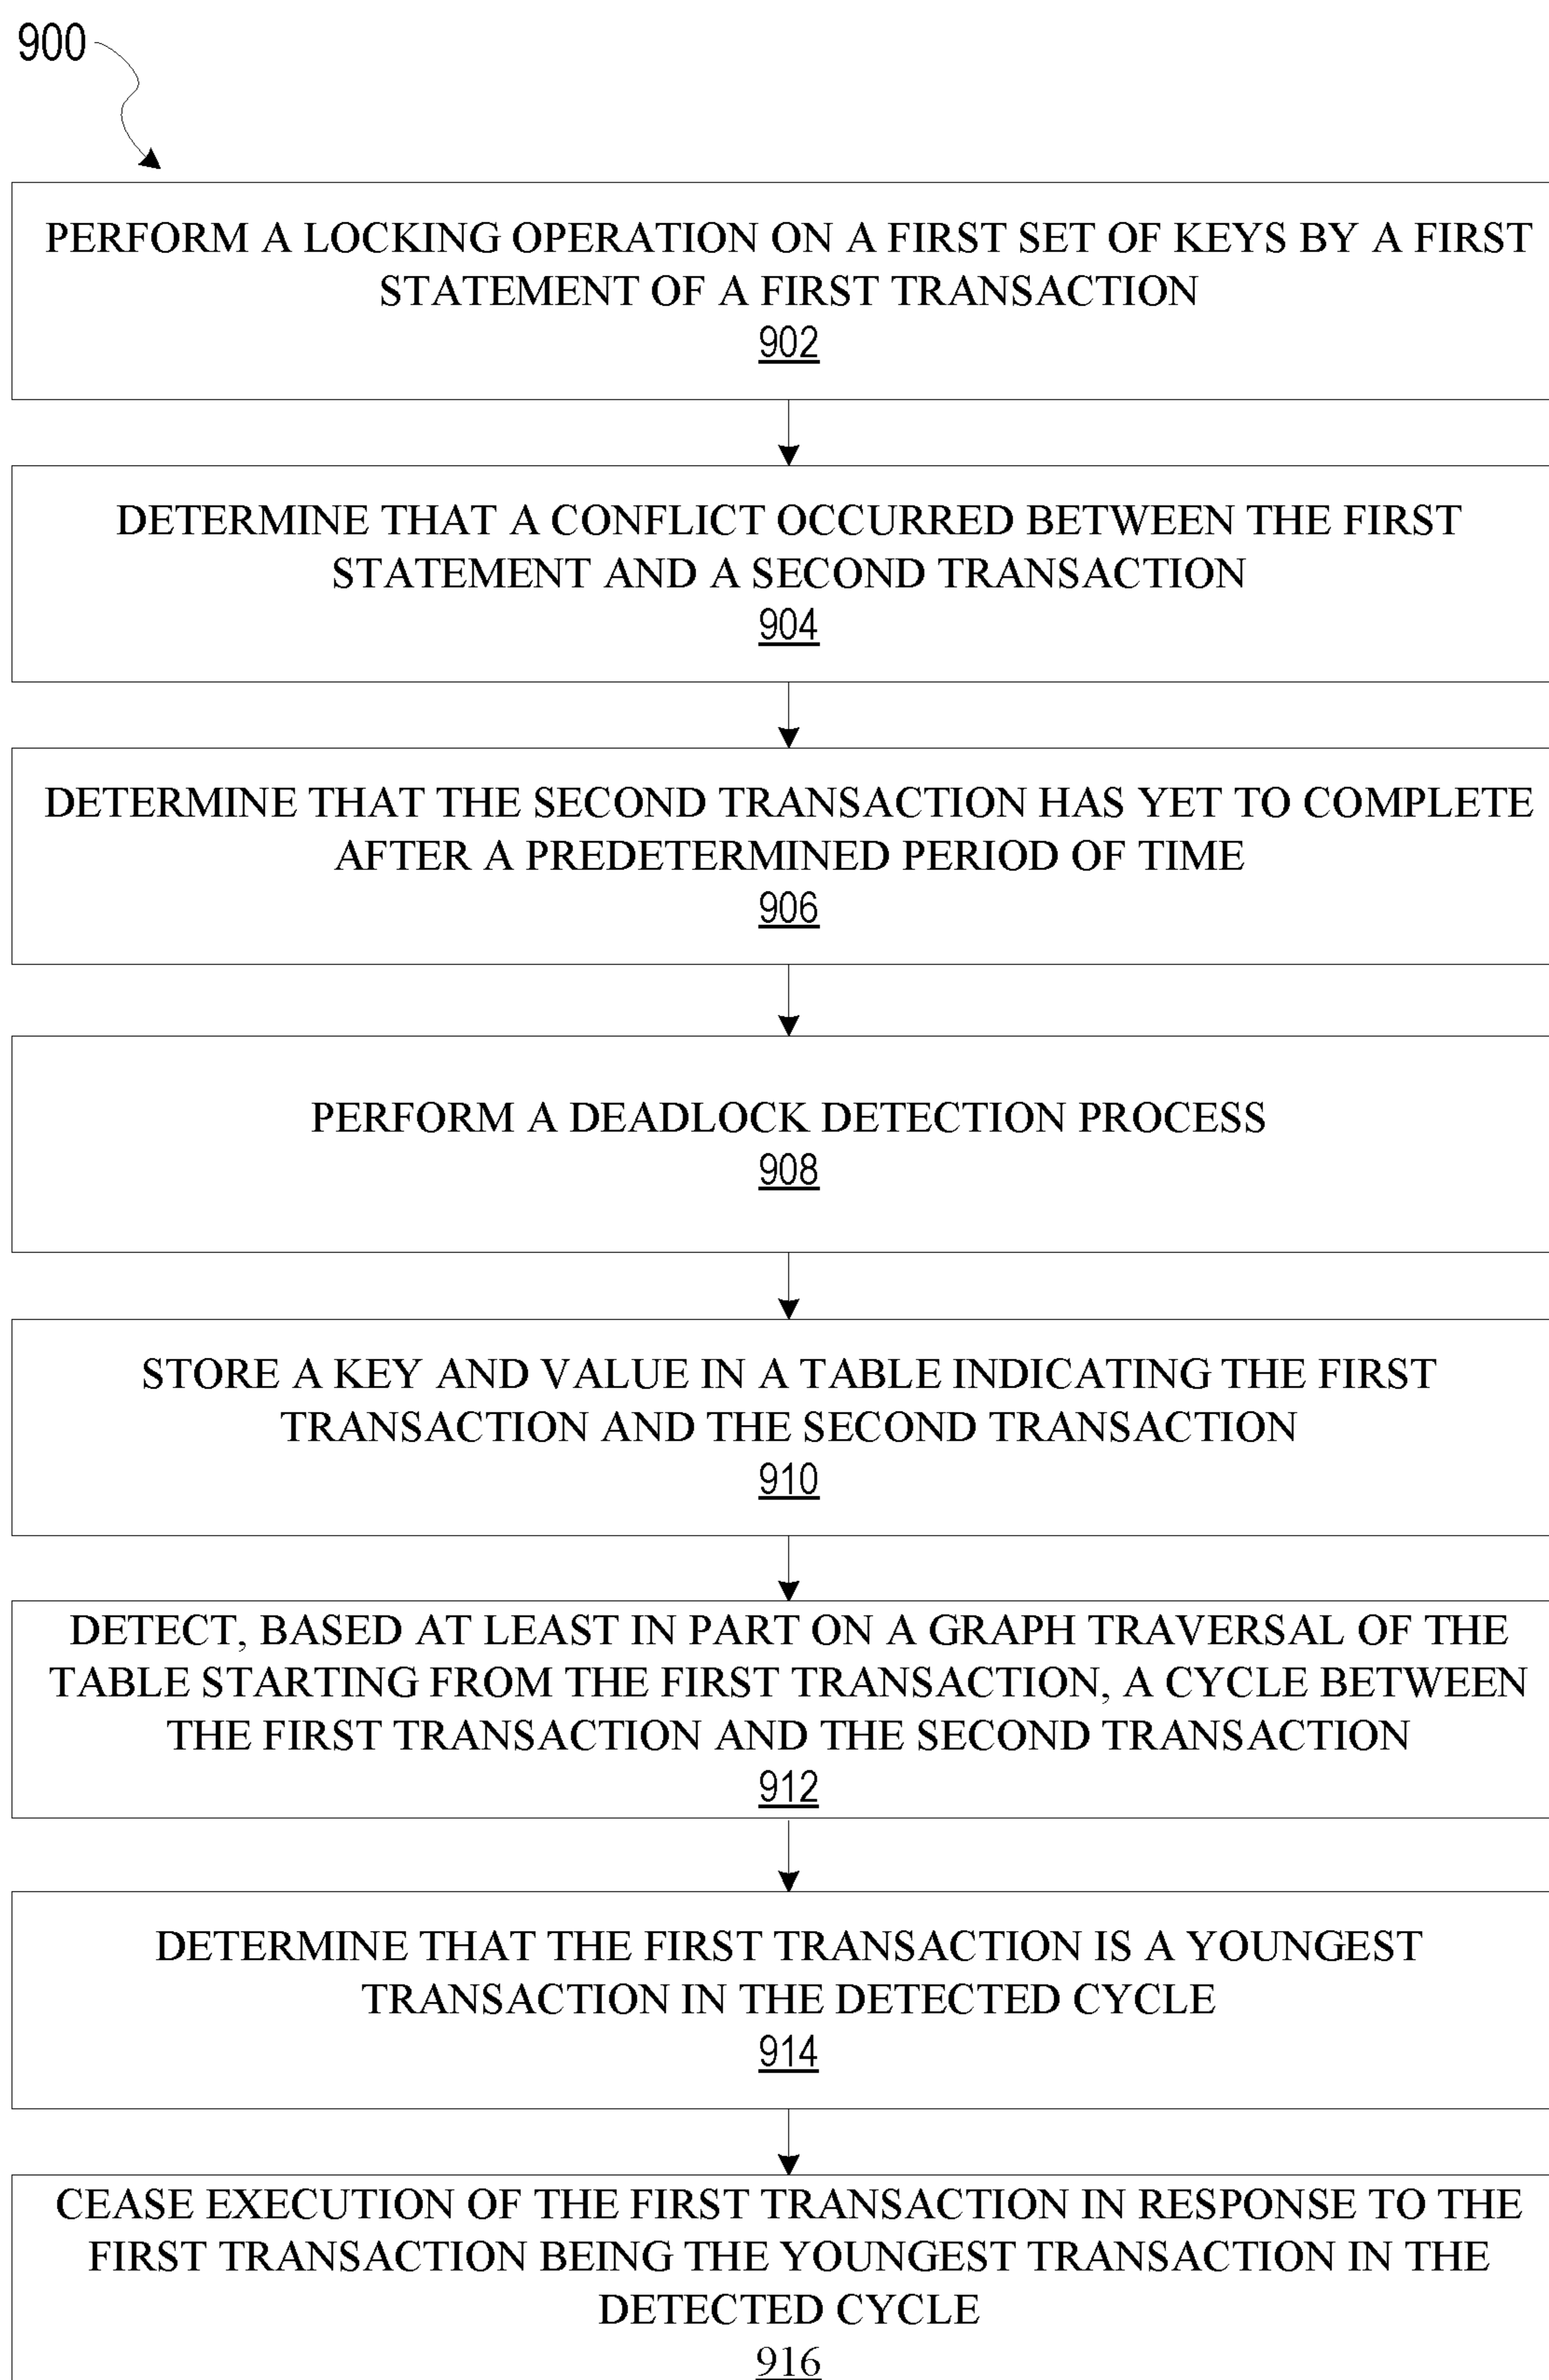 900
PERFORM A LOCKING OPERATION ON A FIRST SET OF KEYS BY A FIRST
STATEMENT OF A FIRST TRANSACTION
902
DETERMINE THAT A CONFLICT OCCURRED BETWEEN THE FIRST
STATEMENT AND A SECOND TRANSACTION
904
DETERMINE THAT THE SECOND TRANSACTION HAS YET TO COMPLETE
AFTER A PREDETERMINED PERIOD OF TIME
906
PERFORM A DEADLOCK DETECTION PROCESS
908
STORE A KEY AND VALUE IN A TABLE INDICATING THE FIRST
TRANSACTION AND THE SECOND TRANSACTION
910
DETECT, BASED AT LEAST IN PART ON A GRAPH TRAVERSAL OF THE
TABLE STARTING FROM THE FIRST TRANSACTION, A CYCLE BETWEEN
THE FIRST TRANSACTION AND THE SECOND TRANSACTION
912
DETERMINE THAT THE FIRST TRANSACTION IS A YOUNGEST
TRANSACTION IN THE DETECTED CYCLE
914
CEASE EXECUTION OF THE FIRST TRANSACTION IN RESPONSE TO THE
FIRST TRANSACTION BEING THE YOUNGEST TRANSACTION IN THE
DETECTED CYCLE
916